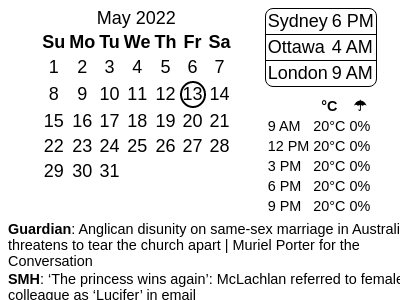 May 2022
Su Mo Tu We Th Fr Sa
1 2 3 4 5 6 7
8 9 10 11 12 13 14
15 16 17 18 19 20 21
22 23 24 25 26 27 28
29 30 31
Sydney 6 PM
Ottawa 4 AM
London 9 AM
°C ☂
9 AM 20°C 0%
12 PM 20°C 0%
3 PM 20°C 0%
6 PM 20°C 0%
9 PM 20°C 0%
Guardian: Anglican disunity on same-sex marriage in Australi
threatens to tear the church apart | Muriel Porter for the
Conversation
SMH: ‘The princess wins again’: McLachlan referred to female
colleague as ‘Lucifer’ in email